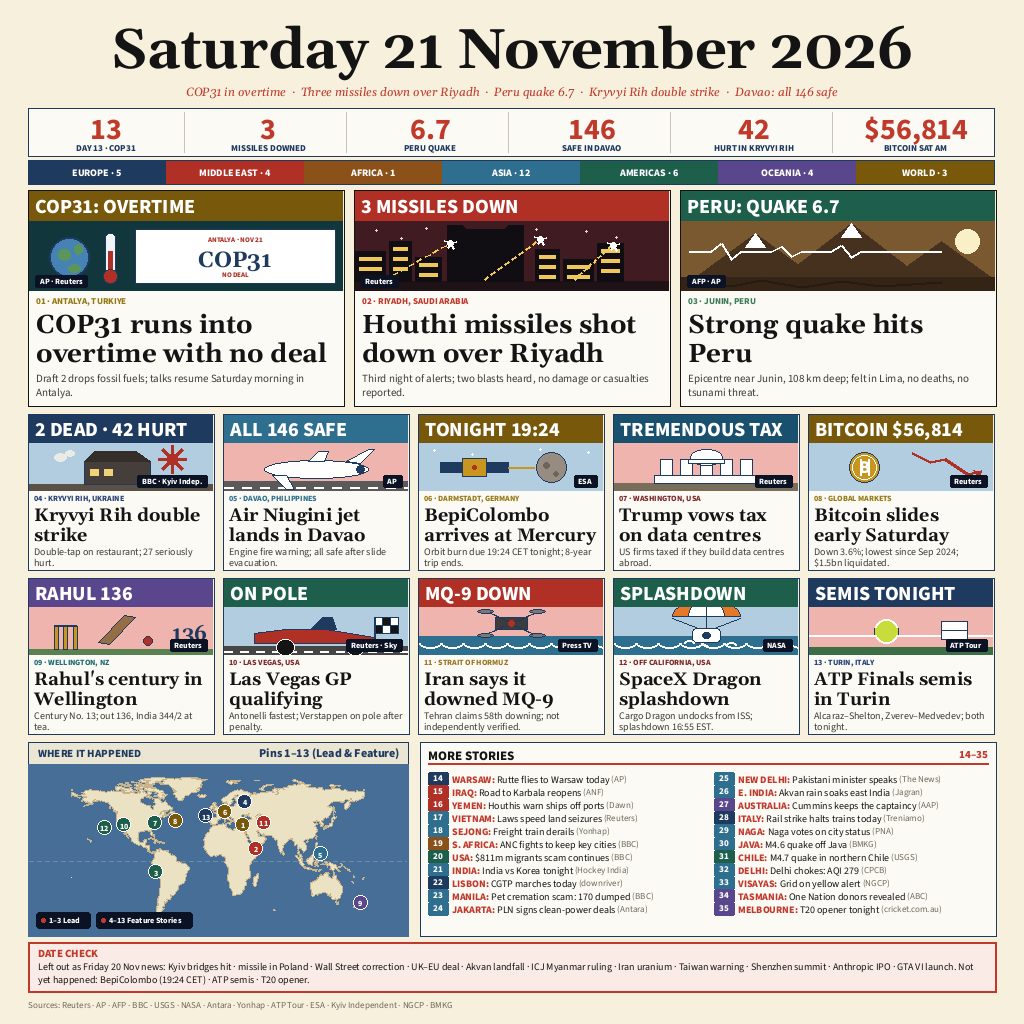 Saturday 21 November 2026
COP31 in overtime · Three missiles down over Riyadh · Peru quake 6.7 · Kryvyi Rih double strike · Davao: all 146 safe
13
DAY 13 · COP31
3
MISSILES DOWNED
6.7
PERU QUAKE
146
SAFE IN DAVAO
42
HURT IN KRYVYI RIH
$56,814
BITCOIN SAT AM
EUROPE · 5
MIDDLE EAST · 4
AFRICA · 1
ASIA · 12
AMERICAS · 6
OCEANIA · 4
WORLD · 3
COP31: OVERTIME
ANTALYA · NOV 21
COP31
NO DEAL
AP · Reuters
01 · ANTALYA, TURKIYE
COP31 runs into
overtime with no deal
Draft 2 drops fossil fuels; talks resume Saturday morning in
Antalya.
3 MISSILES DOWN
Reuters
02 · RIYADH, SAUDI ARABIA
Houthi missiles shot
down over Riyadh
Third night of alerts; two blasts heard, no damage or casualties
reported.
PERU: QUAKE 6.7
AFP · AP
03 · JUNIN, PERU
Strong quake hits
Peru
Epicentre near Junin, 108 km deep; felt in Lima, no deaths, no
tsunami threat.
2 DEAD · 42 HURT
BBC · Kyiv Indep.
04 · KRYVYI RIH, UKRAINE
Kryvyi Rih double
strike
Double-tap on restaurant; 27 seriously
hurt.
ALL 146 SAFE
AP
05 · DAVAO, PHILIPPINES
Air Niugini jet
lands in Davao
Engine fire warning; all safe after slide
evacuation.
TONIGHT 19:24
ESA
06 · DARMSTADT, GERMANY
BepiColombo
arrives at Mercury
Orbit burn due 19:24 CET tonight; 8-year
trip ends.
TREMENDOUS TAX
Reuters
07 · WASHINGTON, USA
Trump vows tax
on data centres
US firms taxed if they build data centres
abroad.
BITCOIN $56,814
Reuters
08 · GLOBAL MARKETS
Bitcoin slides
early Saturday
Down 3.6%; lowest since Sep 2024;
$1.5bn liquidated.
RAHUL 136
136
Reuters
09 · WELLINGTON, NZ
Rahul's century in
Wellington
Century No. 13; out 136, India 344/2 at
tea.
ON POLE
Reuters · Sky
10 · LAS VEGAS, USA
Las Vegas GP
qualifying
Antonelli fastest; Verstappen on pole after
penalty.
MQ-9 DOWN
Press TV
11 · STRAIT OF HORMUZ
Iran says it
downed MQ-9
Tehran claims 58th downing; not
independently verified.
SPLASHDOWN
NASA
12 · OFF CALIFORNIA, USA
SpaceX Dragon
splashdown
Cargo Dragon undocks from ISS;
splashdown 16:55 EST.
SEMIS TONIGHT
ATP Tour
13 · TURIN, ITALY
ATP Finals semis
in Turin
Alcaraz–Shelton, Zverev–Medvedev; both
tonight.
WHERE IT HAPPENED
Pins 1–13 (Lead & Feature)
4
13
6
12
10
7
8
1
11
2
5
3
9
1–3 Lead
4–13 Feature Stories
MORE STORIES
14–35
14 WARSAW: Rutte flies to Warsaw today (AP)
15 IRAQ: Road to Karbala reopens (ANF)
16 YEMEN: Houthis warn ships off ports (Dawn)
17 VIETNAM: Laws speed land seizures (Reuters)
18 SEJONG: Freight train derails (Yonhap)
19 S. AFRICA: ANC fights to keep key cities (BBC)
20 USA: $811m migrants scam continues (BBC)
21 INDIA: India vs Korea tonight (Hockey India)
22 LISBON: CGTP marches today (downriver)
23 MANILA: Pet cremation scam: 170 dumped (BBC)
24 JAKARTA: PLN signs clean-power deals (Antara)
25 NEW DELHI: Pakistani minister speaks (The News)
26 E. INDIA: Akvan rain soaks east India (Jagran)
27 AUSTRALIA: Cummins keeps the captaincy (AAP)
28 ITALY: Rail strike halts trains today (Treniamo)
29 NAGA: Naga votes on city status (PNA)
30 JAVA: M4.6 quake off Java (BMKG)
31 CHILE: M4.7 quake in northern Chile (USGS)
32 DELHI: Delhi chokes: AQI 279 (CPCB)
33 VISAYAS: Grid on yellow alert (NGCP)
34 TASMANIA: One Nation donors revealed (ABC)
35 MELBOURNE: T20 opener tonight (cricket.com.au)
DATE CHECK
Left out as Friday 20 Nov news: Kyiv bridges hit · missile in Poland · Wall Street correction · UK–EU deal · Akvan landfall · ICJ Myanmar ruling · Iran uranium · Taiwan warning · Shenzhen summit · Anthropic IPO · GTA VI launch. Not
yet happened: BepiColombo (19:24 CET) · ATP semis · T20 opener.
Sources: Reuters · AP · AFP · BBC · USGS · NASA · Antara · Yonhap · ATP Tour · ESA · Kyiv Independent · NGCP · BMKG